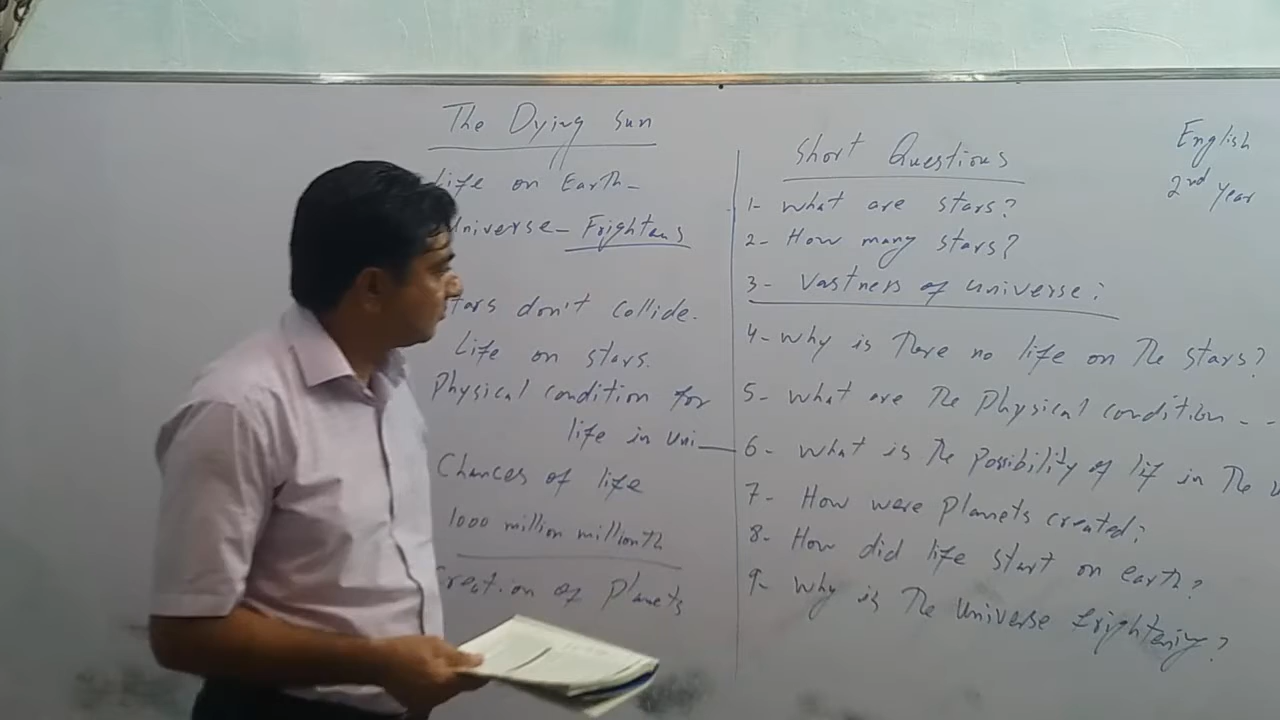 The Dying Sun
Life on Earth-
Universe- Frightens
stars don't collide.
Life on stars.
Physical condition for
life in Uni
Chances of life
1000 million millionth
Creation of Planets
Short Questions
1- What are stars?
2- How many stars?
3- Vastness of universe:
4- Why is There no life on The stars?
5- What are The Physical condition - -
6- What is The Possibility of lif in The
7- How were Planets created?
8- How did life start on earth?
9- Why is The Universe frightening?
English
2nd Year